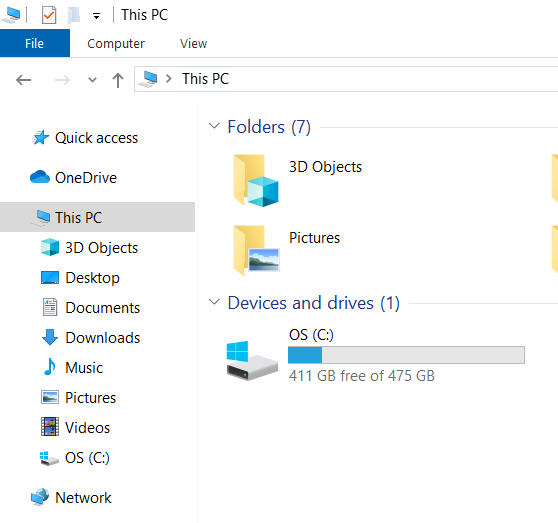 This PC
File Computer View
This PC
Quick access
OneDrive
This PC
3D Objects
Desktop
Documents
Downloads
Music
Pictures
Videos
OS (C:)
Network
Folders (7)
3D Objects
Pictures
Devices and drives (1)
OS (C:)
411 GB free of 475 GB